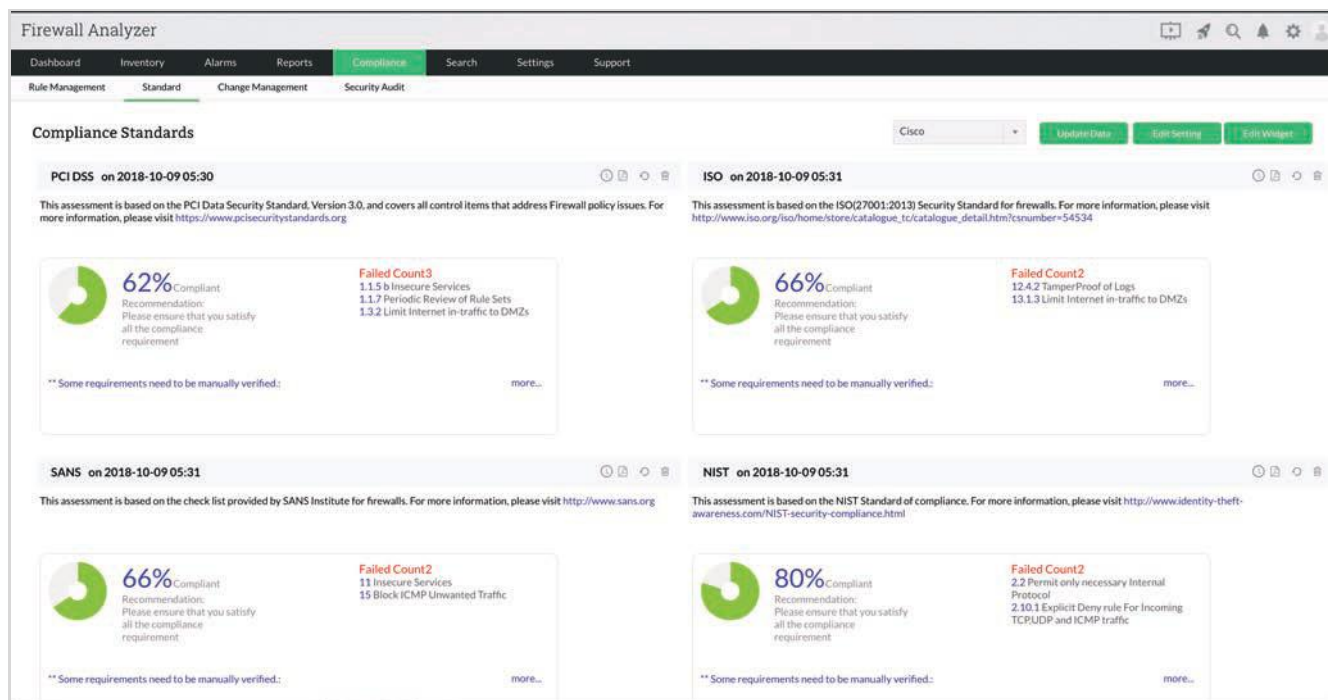 Firewall Analyzer
Dashboard Inventory Alarms Reports Compliance Search Settings Support
Rule Management Standard Change Management Security Audit
Compliance Standards
Cisco
Update Data Edit Setting Edit Widget
PCI DSS on 2018-10-09 05:30
This assessment is based on the PCI Data Security Standard, Version 3.0, and covers all control items that address Firewall policy issues. For
more information, please visit https://www.pcisecuritystandards.org
62% Compliant
Recommendation:
Please ensure that you satisfy
all the compliance
requirement
Failed Count3
1.1.5 b Insecure Services
1.1.7 Periodic Review of Rule Sets
1.3.2 Limit Internet in-traffic to DMZs
** Some requirements need to be manually verified.:
more...
ISO on 2018-10-09 05:31
This assessment is based on the ISO(27001:2013) Security Standard for firewalls. For more information, please visit
http://www.iso.org/iso/home/store/catalogue_tc/catalogue_detail.htm?csnumber=54534
66% Compliant
Recommendation:
Please ensure that you satisfy
all the compliance
requirement
Failed Count2
12.4.2 TamperProof of Logs
13.1.3 Limit Internet in-traffic to DMZs
** Some requirements need to be manually verified.:
more...
SANS on 2018-10-09 05:31
This assessment is based on the check list provided by SANS Institute for firewalls. For more information, please visit http://www.sans.org
66% Compliant
Recommendation:
Please ensure that you satisfy
all the compliance
requirement
Failed Count2
11 Insecure Services
15 Block ICMP Unwanted Traffic
** Some requirements need to be manually verified.:
more...
NIST on 2018-10-09 05:31
This assessment is based on the NIST Standard of compliance. For more information, please visit http://www.identity-theft-
awareness.com/NIST-security-compliance.html
80% Compliant
Recommendation:
Please ensure that you satisfy
all the compliance
requirement
Failed Count2
2.2 Permit only necessary Internal
Protocol
2.10.1 Explicit Deny rule For Incoming
TCP,UDP and ICMP traffic
** Some requirements need to be manually verified.:
more...